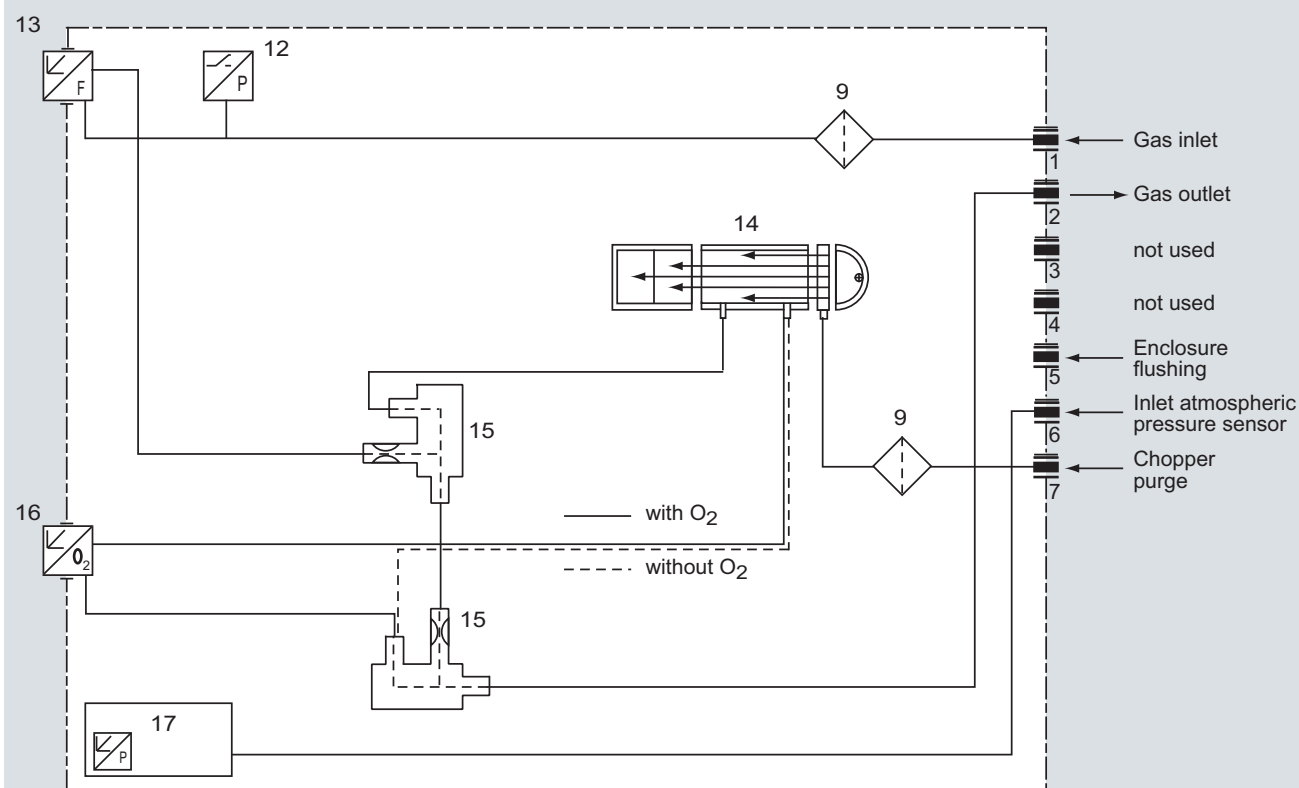 13
12
F
P
9
1
Gas inlet
2
Gas outlet
14
3
not used
4
not used
5
Enclosure
flushing
15
9
6
Inlet atmospheric
pressure sensor
7
Chopper
purge
16
with O2
O2
without O2
15
17
P